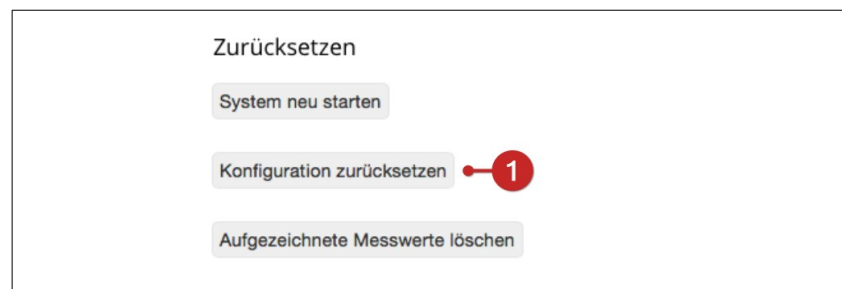 Zurücksetzen
System neu starten
Konfiguration zurücksetzen 1
Aufgezeichnete Messwerte löschen